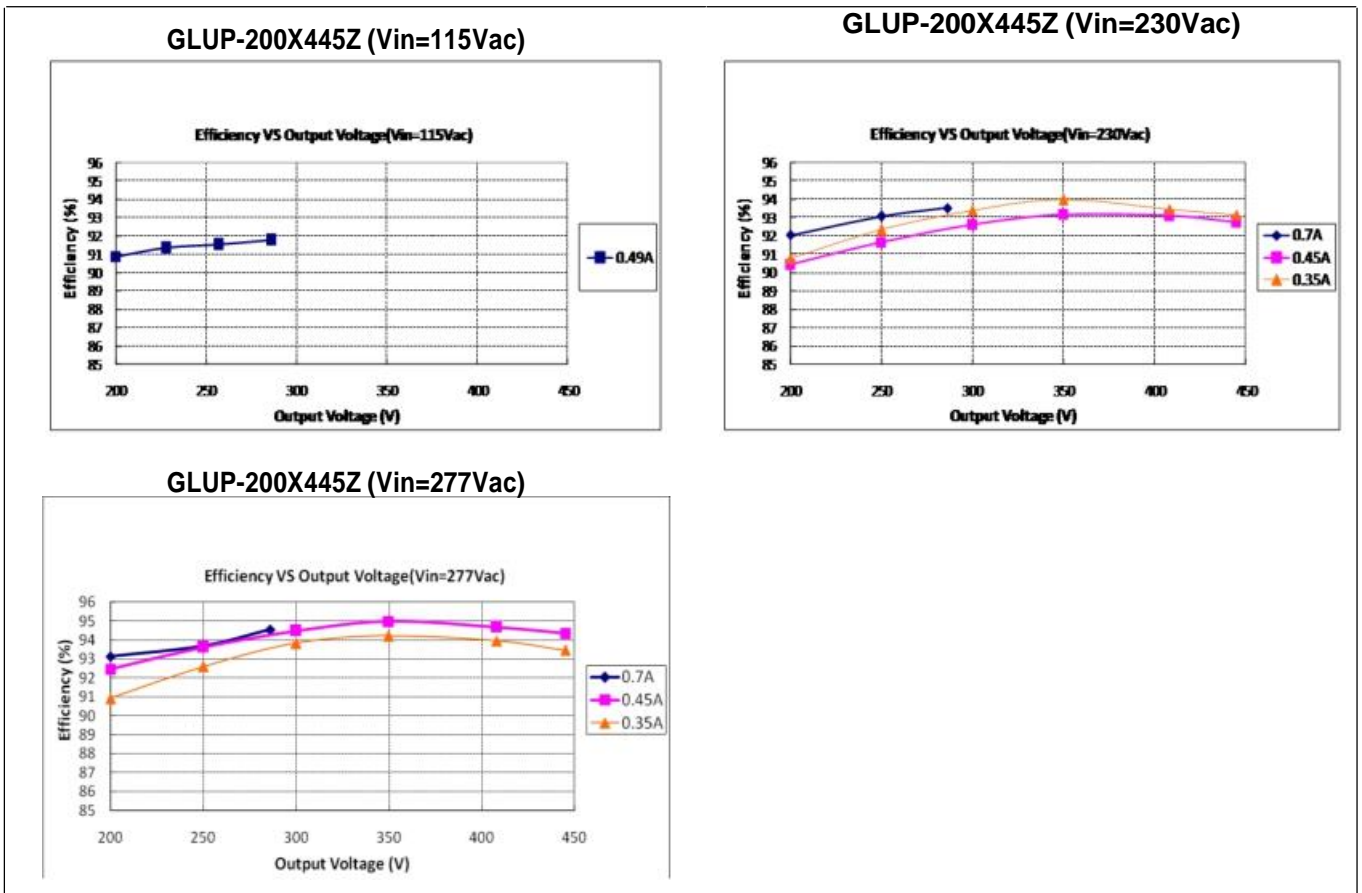 GLUP-200X445Z (Vin=115Vac)
Efficiency VS Output Voltage(Vin=115Vac)
96
95
94
93
92
91
90
89
88
87
86
85
Efficiency (%)
200 250 300 350 400 450
Output Voltage (V)
0.49A
GLUP-200X445Z (Vin=230Vac)
Efficiency VS Output Voltage(Vin=230Vac)
96
95
94
93
92
91
90
89
88
87
86
85
Efficiency (%)
200 250 300 350 400 450
Output Voltage (V)
0.7A
0.45A
0.35A
GLUP-200X445Z (Vin=277Vac)
Efficiency VS Output Voltage(Vin=277Vac)
96
95
94
93
92
91
90
89
88
87
86
85
Efficiency (%)
200 250 300 350 400 450
Output Voltage (V)
0.7A
0.45A
0.35A